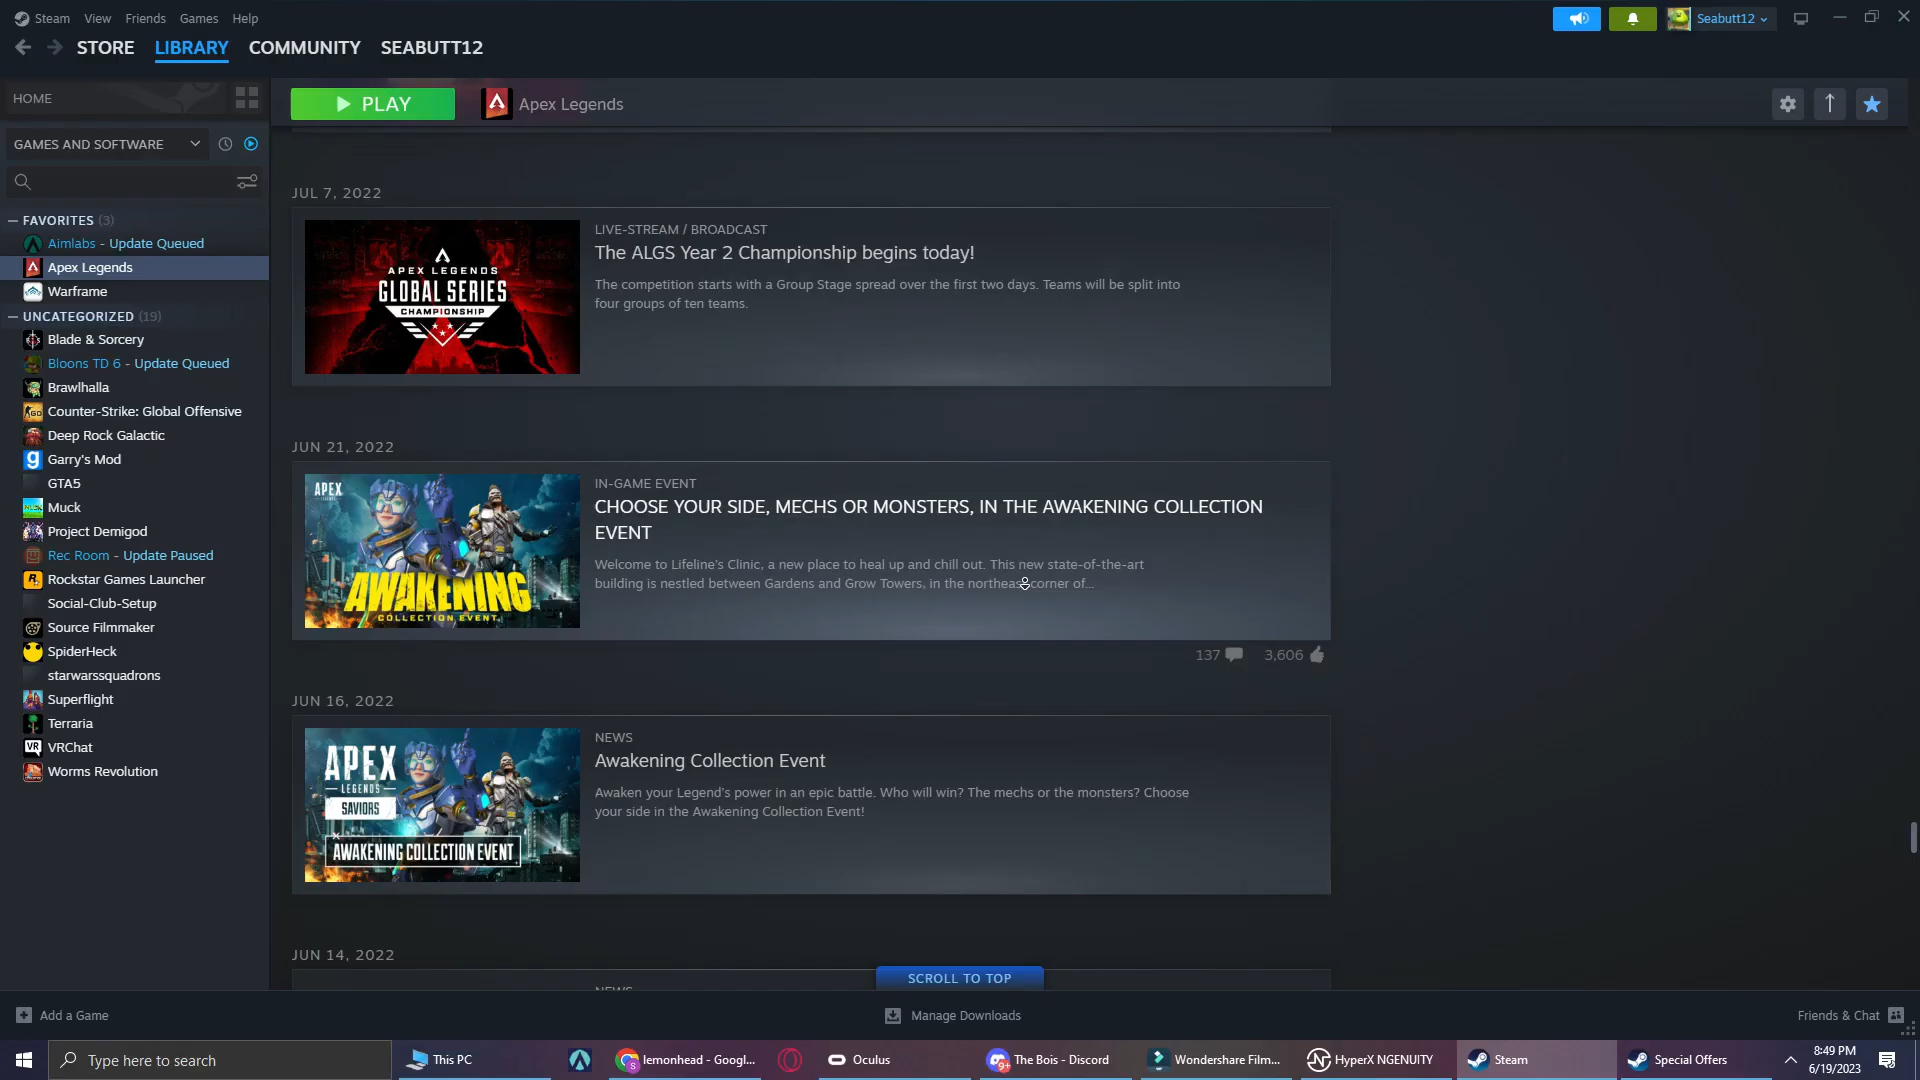 Steam View Friends Games Help
Seabutt12
STORE LIBRARY COMMUNITY SEABUTT12
HOME
PLAY
Apex Legends
GAMES AND SOFTWARE
FAVORITES (3)
Aimlabs - Update Queued
Apex Legends
Warframe
UNCATEGORIZED (19)
Blade & Sorcery
Bloons TD 6 - Update Queued
Brawlhalla
Counter-Strike: Global Offensive
Deep Rock Galactic
Garry's Mod
GTA5
Muck
Project Demigod
Rec Room - Update Paused
Rockstar Games Launcher
Social-Club-Setup
Source Filmmaker
SpiderHeck
starwarssquadrons
Superflight
Terraria
VRChat
Worms Revolution
JUL 7, 2022
APEX LEGENDS
GLOBAL SERIES
CHAMPIONSHIP
LIVE-STREAM / BROADCAST
The ALGS Year 2 Championship begins today!
The competition starts with a Group Stage spread over the first two days. Teams will be split into
four groups of ten teams.
JUN 21, 2022
APEX
AWAKENING
COLLECTION EVENT
IN-GAME EVENT
CHOOSE YOUR SIDE, MECHS OR MONSTERS, IN THE AWAKENING COLLECTION
EVENT
Welcome to Lifeline's Clinic, a new place to heal up and chill out. This new state-of-the-art
building is nestled between Gardens and Grow Towers, in the northeast corner of...
137 3,606
JUN 16, 2022
APEX
LEGENDS
SAVIORS
AWAKENING COLLECTION EVENT
NEWS
Awakening Collection Event
Awaken your Legend's power in an epic battle. Who will win? The mechs or the monsters? Choose
your side in the Awakening Collection Event!
JUN 14, 2022
NEWS
SCROLL TO TOP
Add a Game
Manage Downloads
Friends & Chat
Type here to search
This PC
lemonhead - Googl...
Oculus
9+
The Bois - Discord
Wondershare Film...
HyperX NGENUITY
Steam
Special Offers
8:49 PM
6/19/2023